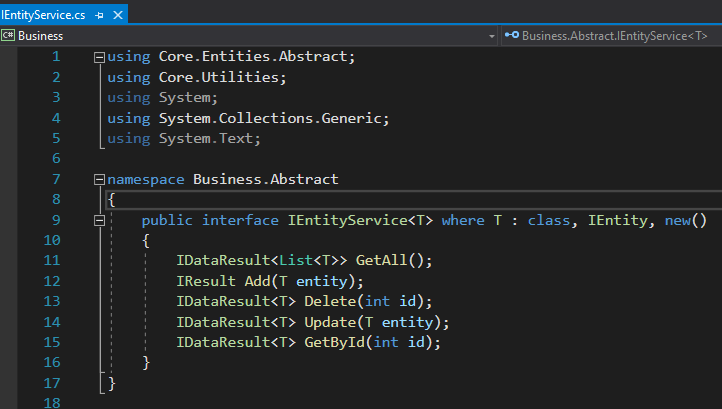 IEntityService.cs
C# Business
Business.Abstract.IEntityService<T>
1 using Core.Entities.Abstract;
2 using Core.Utilities;
3 using System;
4 using System.Collections.Generic;
5 using System.Text;
6
7 namespace Business.Abstract
8 {
9 public interface IEntityService<T> where T : class, IEntity, new()
10 {
11 IDataResult<List<T>> GetAll();
12 IResult Add(T entity);
13 IDataResult<T> Delete(int id);
14 IDataResult<T> Update(T entity);
15 IDataResult<T> GetById(int id);
16 }
17 }
18